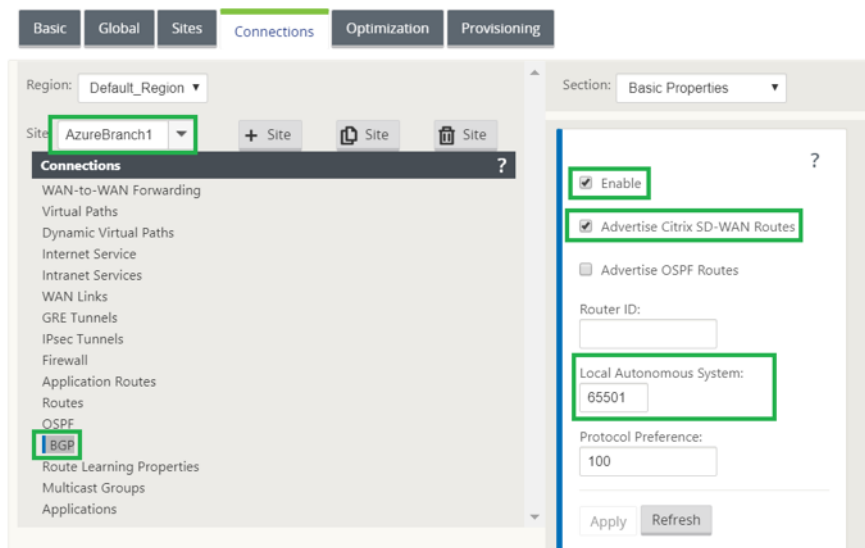 Basic Global Sites Connections Optimization Provisioning
Region: Default_Region
Site AzureBranch1 + Site Site Site
Connections ?
WAN-to-WAN Forwarding
Virtual Paths
Dynamic Virtual Paths
Internet Service
Intranet Services
WAN Links
GRE Tunnels
IPsec Tunnels
Firewall
Application Routes
Routes
OSPF
BGP
Route Learning Properties
Multicast Groups
Applications
Section: Basic Properties
?
Enable
Advertise Citrix SD-WAN Routes
Advertise OSPF Routes
Router ID:
Local Autonomous System:
65501
Protocol Preference:
100
Apply Refresh